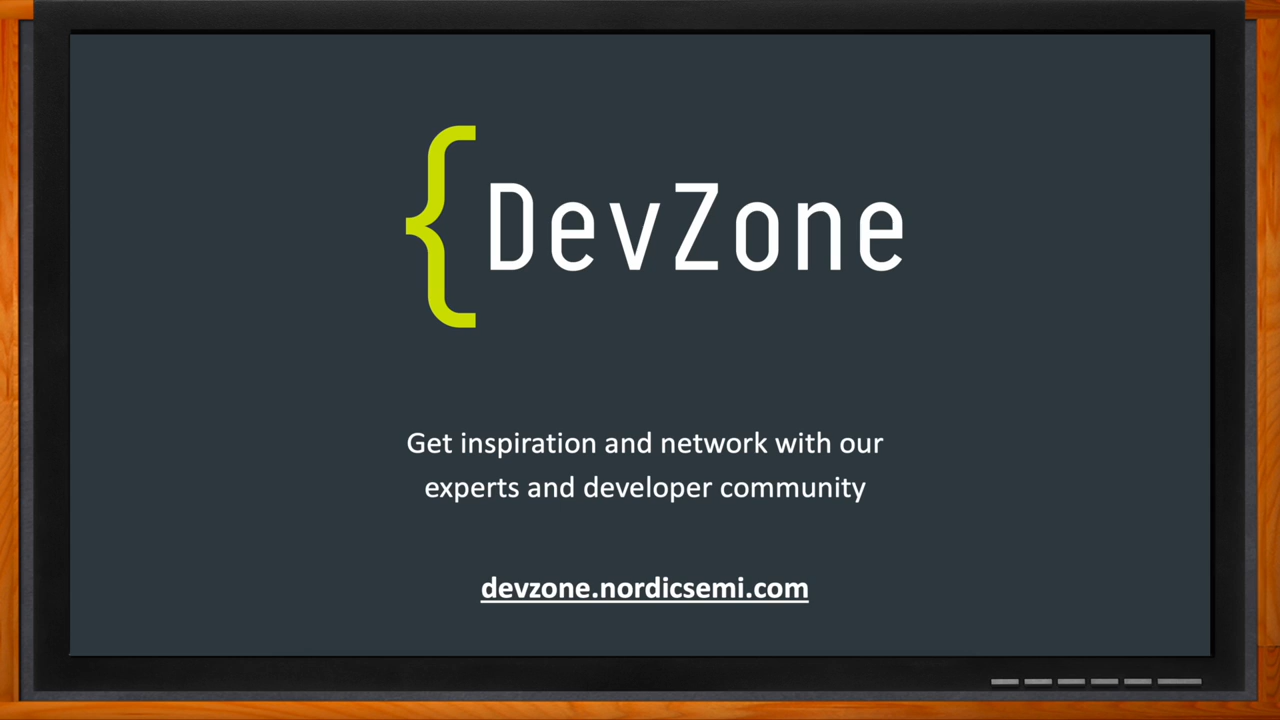 {DevZone
Get inspiration and network with our
experts and developer community
devzone.nordicsemi.com